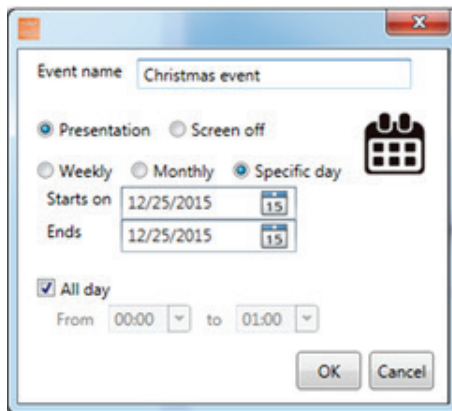 Event name Christmas event
Presentation Screen off
Weekly Monthly Specific day
Starts on 12/25/2015 15
Ends 12/25/2015 15
All day
From 00:00 to 01:00
OK Cancel